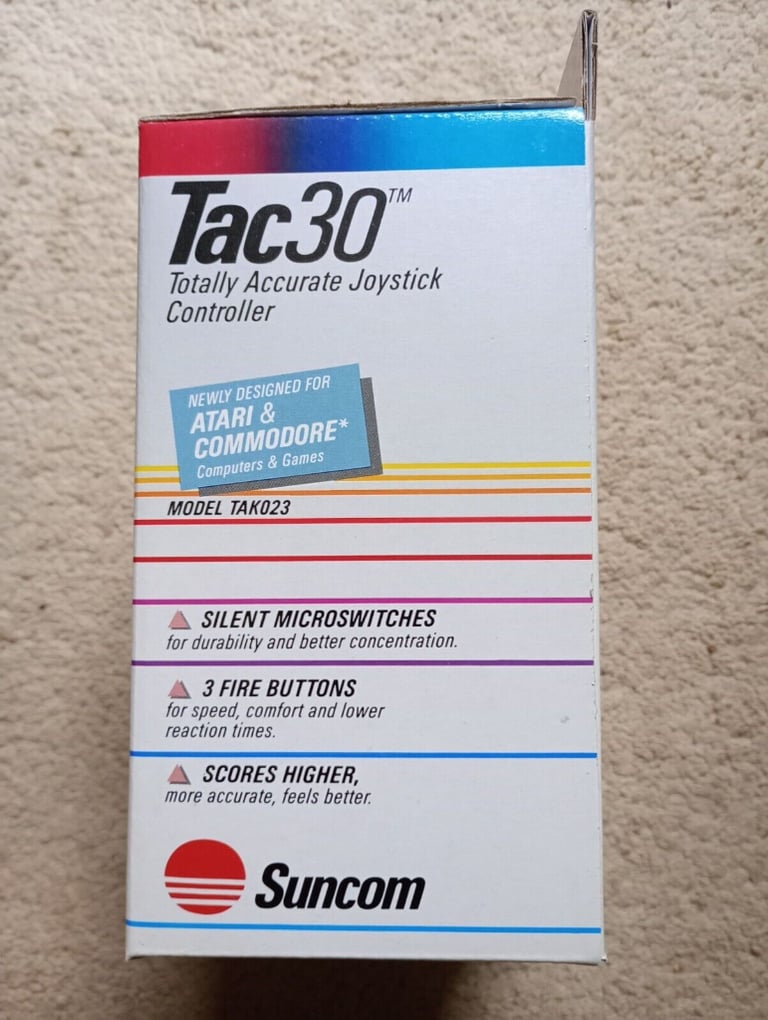 Tac30™
Totally Accurate Joystick
Controller
NEWLY DESIGNED FOR
ATARI &
COMMODORE*
Computers & Games
MODEL TAK023
SILENT MICROSWITCHES
for durability and better concentration.
3 FIRE BUTTONS
for speed, comfort and lower
reaction times.
SCORES HIGHER,
more accurate, feels better.
Suncom